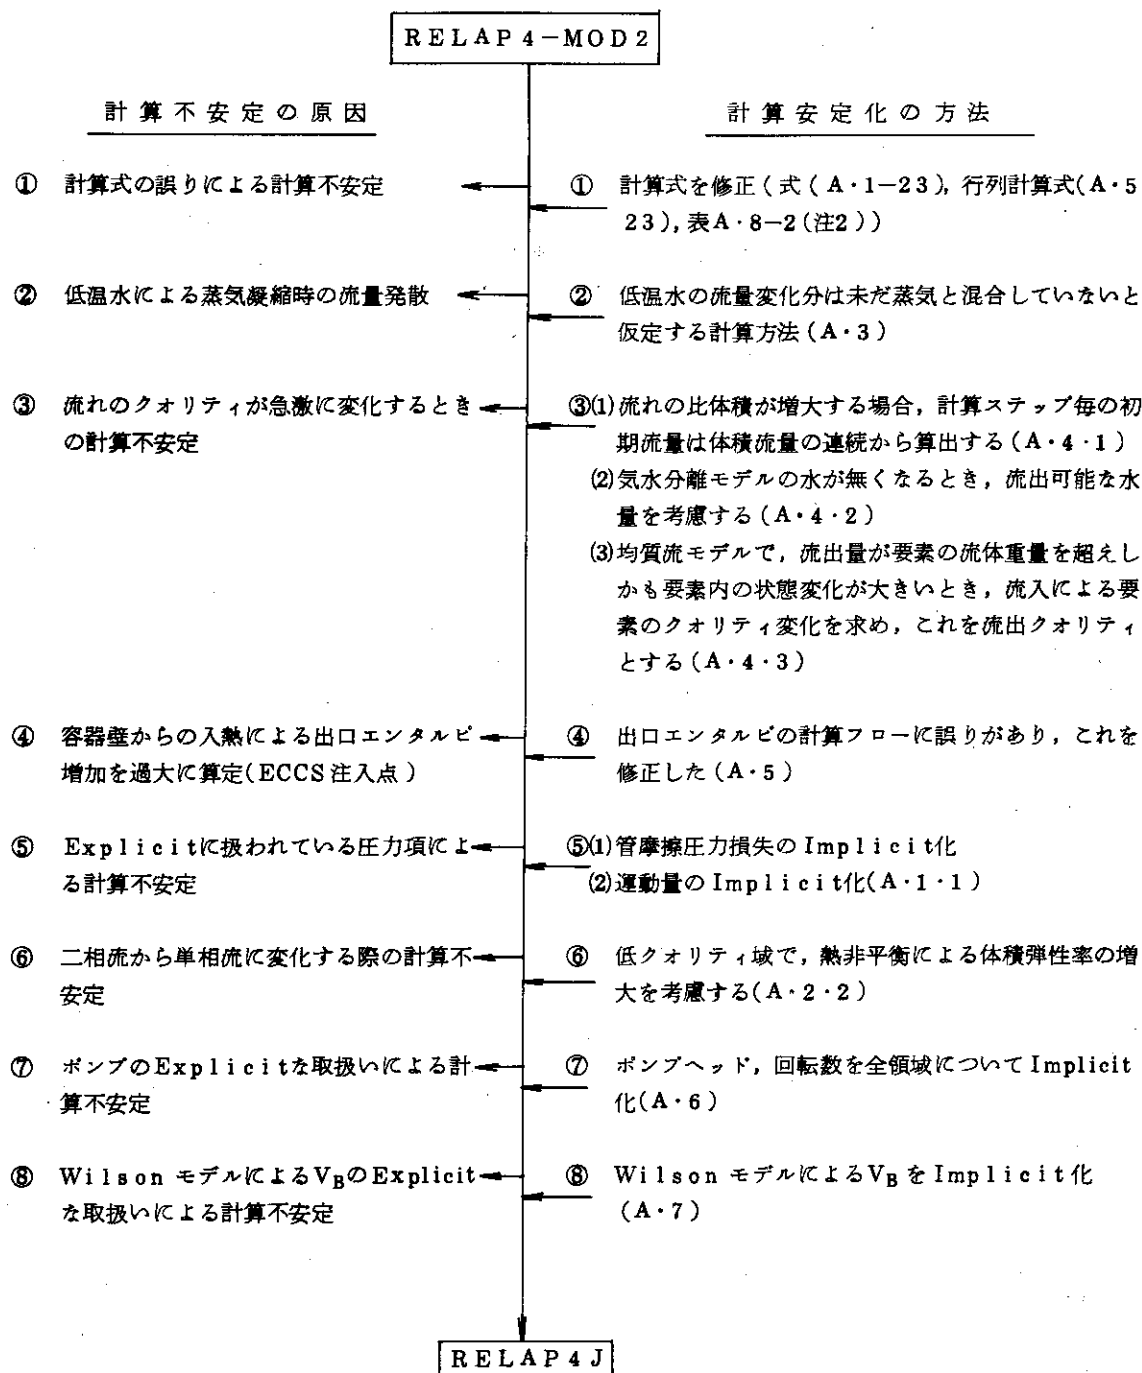 RELAP4-MOD2
計算不安定の原因
計算安定化の方法
① 計算式の誤りによる計算不安定
① 計算式を修正(式(A・1-23),行列計算式(A・5
23),表A・8-2(注2))
② 低温水による蒸気凝縮時の流量発散
② 低温水の流量変化分は未だ蒸気と混合していないと
仮定する計算方法(A・3)
③ 流れのクオリティが急激に変化するとき
の計算不安定
③(1)流れの比体積が増大する場合,計算ステップ毎の初
期流量は体積流量の連続から算出する(A・4・1)
(2)気水分離モデルの水が無くなるとき,流出可能な水
量を考慮する(A・4・2)
(3)均質流モデルで,流出量が要素の流体重量を超えし
かも要素内の状態変化が大きいとき,流入による要
素のクオリティ変化を求め,これを流出クオリティ
とする(A・4・3)
④ 容器壁からの入熱による出口エンタルピ
増加を過大に算定(ECCS注入点)
④ 出口エンタルピの計算フローに誤りがあり,これを
修正した(A・5)
⑤ Explicitに扱われている圧力項によ
る計算不安定
⑤(1)管摩擦圧力損失のImplicit化
(2)運動量のImplicit化(A・1・1)
⑥ 二相流から単相流に変化する際の計算不
安定
⑥ 低クオリティ域で,熱非平衡による体積弾性率の増
大を考慮する(A・2・2)
⑦ ポンプのExplicitな取扱いによる計
算不安定
⑦ ポンプヘッド,回転数を全領域についてImplicit
化(A・6)
⑧ WilsonモデルによるVBのExplicit
な取扱いによる計算不安定
⑧ WilsonモデルによるVBをImplicit化
(A・7)
RELAP4J